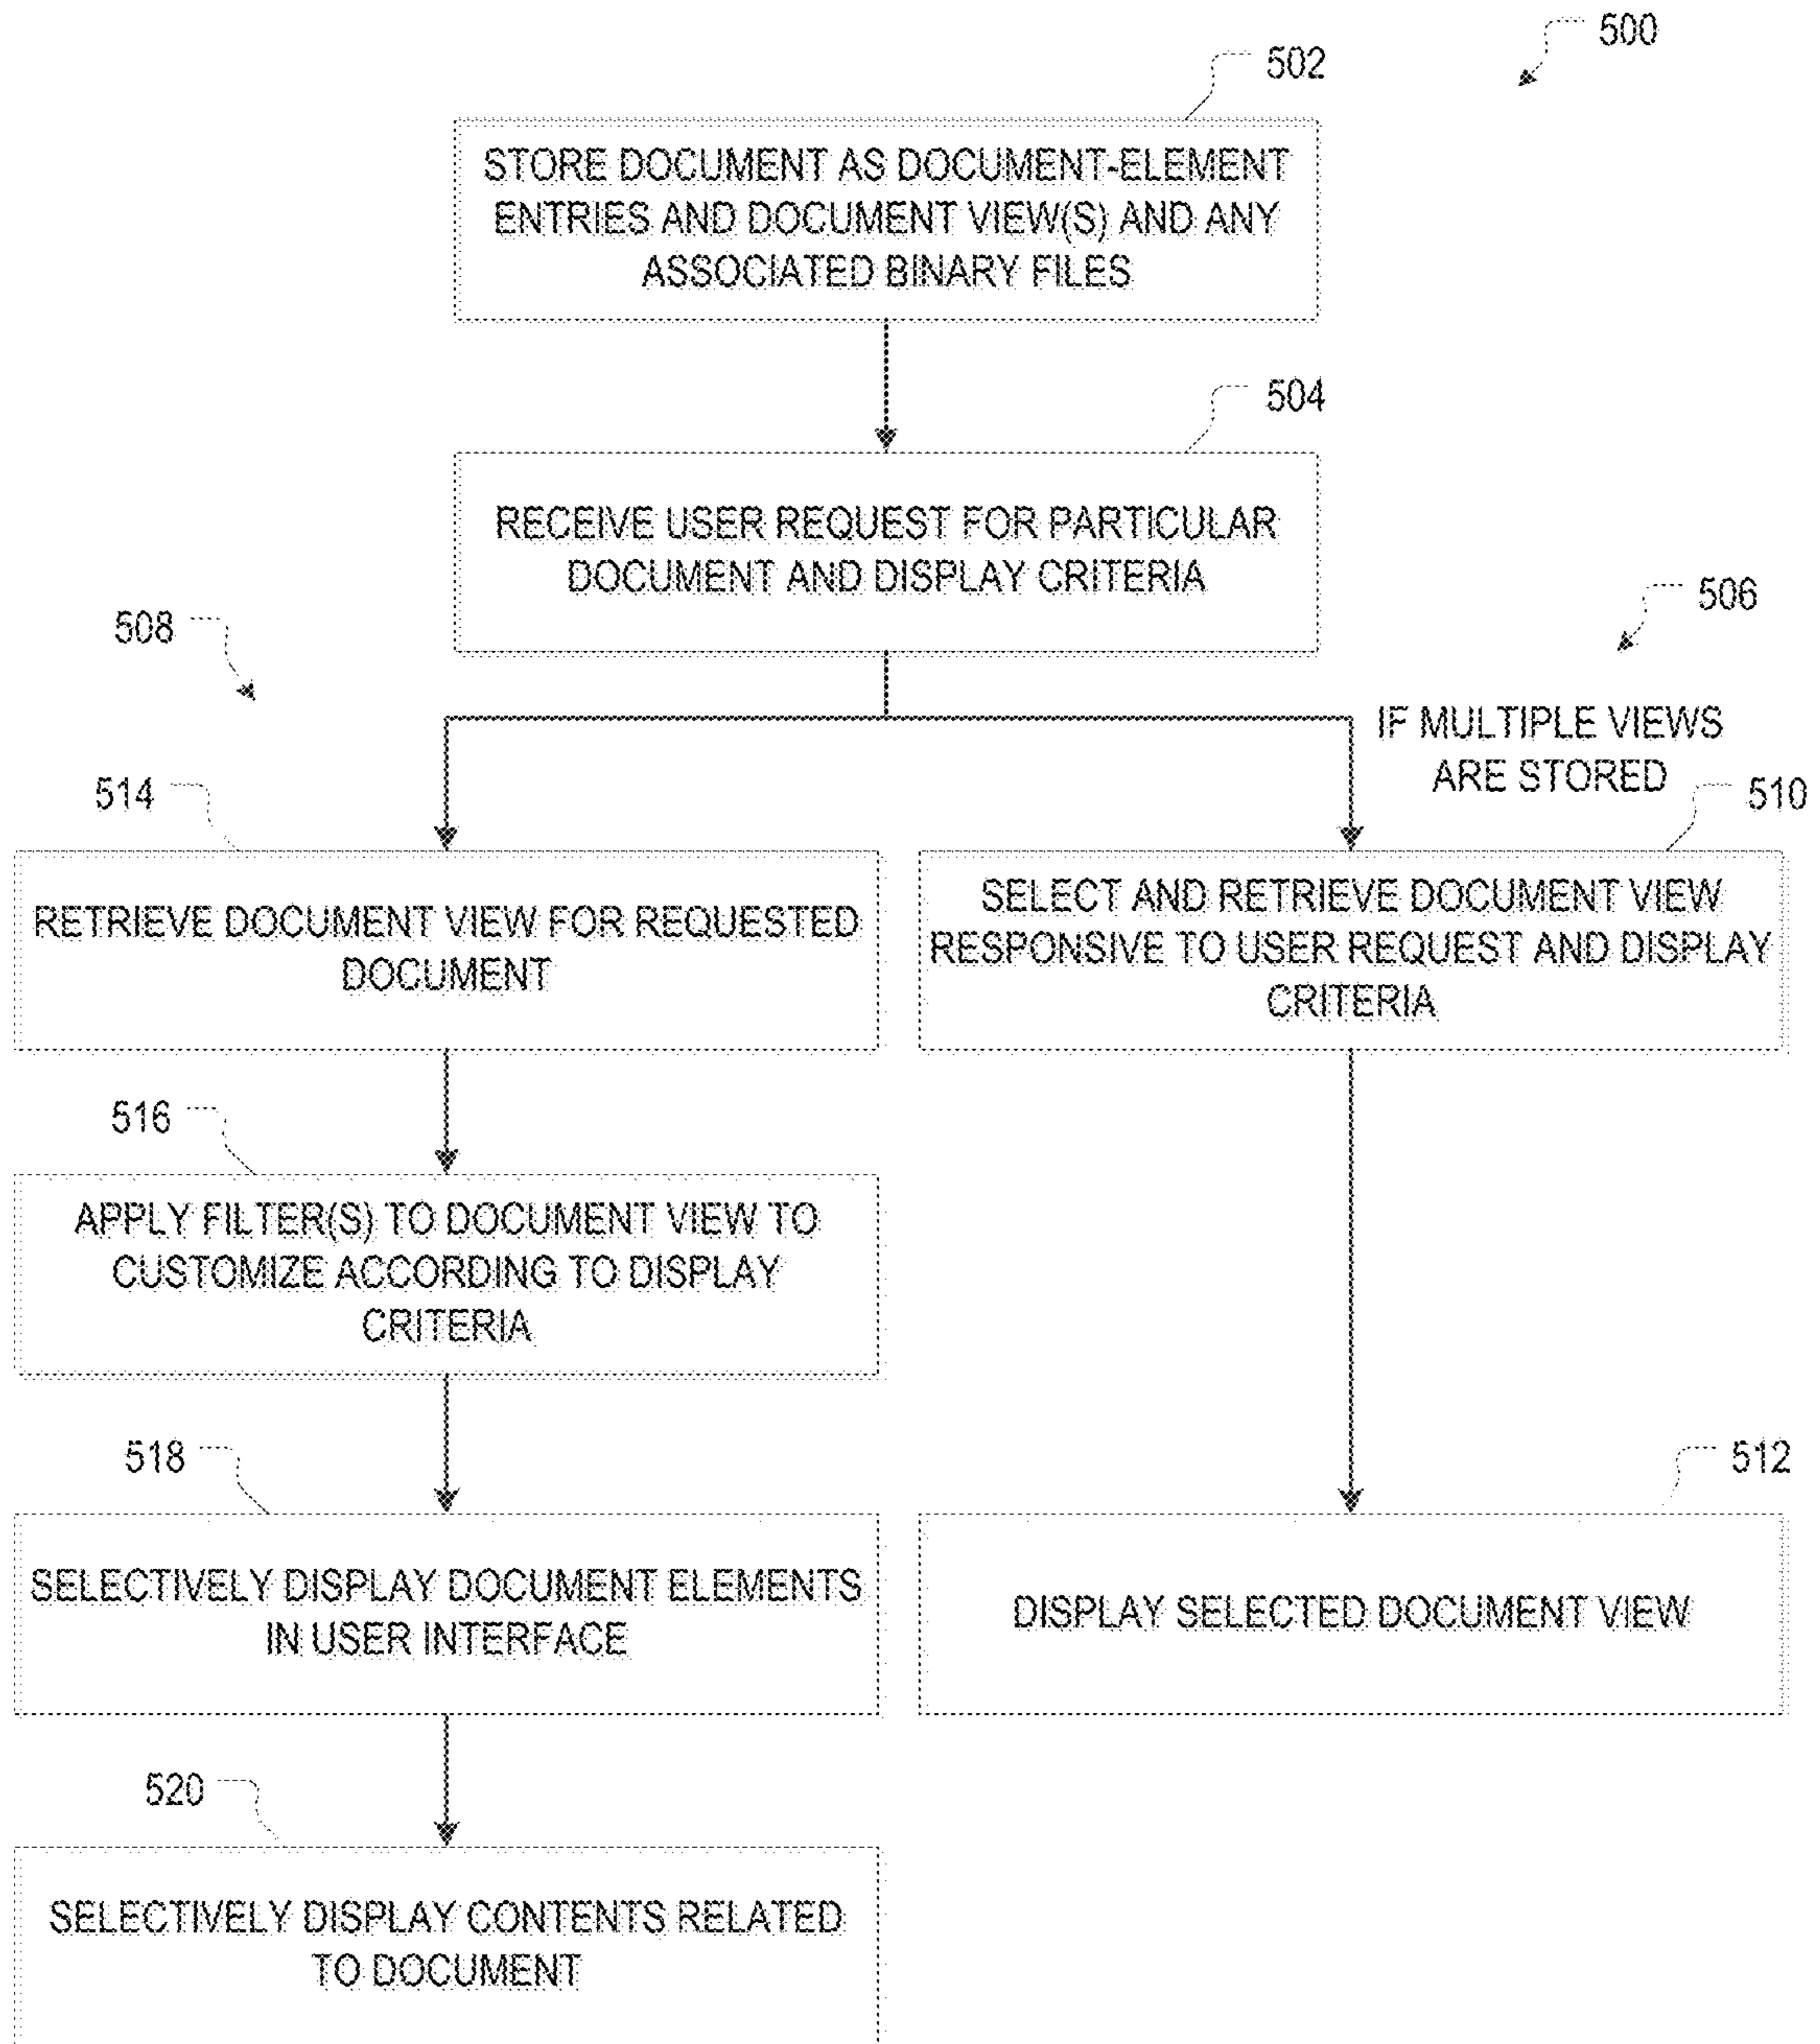 500
502
STORE DOCUMENT AS DOCUMENT-ELEMENT
ENTRIES AND DOCUMENT VIEW(S) AND ANY
ASSOCIATED BINARY FILES
504
RECEIVE USER REQUEST FOR PARTICULAR
DOCUMENT AND DISPLAY CRITERIA
508
506
IF MULTIPLE VIEWS
ARE STORED
514
RETRIEVE DOCUMENT VIEW FOR REQUESTED
DOCUMENT
510
SELECT AND RETRIEVE DOCUMENT VIEW
RESPONSIVE TO USER REQUEST AND DISPLAY
CRITERIA
516
APPLY FILTER(S) TO DOCUMENT VIEW TO
CUSTOMIZE ACCORDING TO DISPLAY
CRITERIA
518
SELECTIVELY DISPLAY DOCUMENT ELEMENTS
IN USER INTERFACE
512
DISPLAY SELECTED DOCUMENT VIEW
520
SELECTIVELY DISPLAY CONTENTS RELATED
TO DOCUMENT